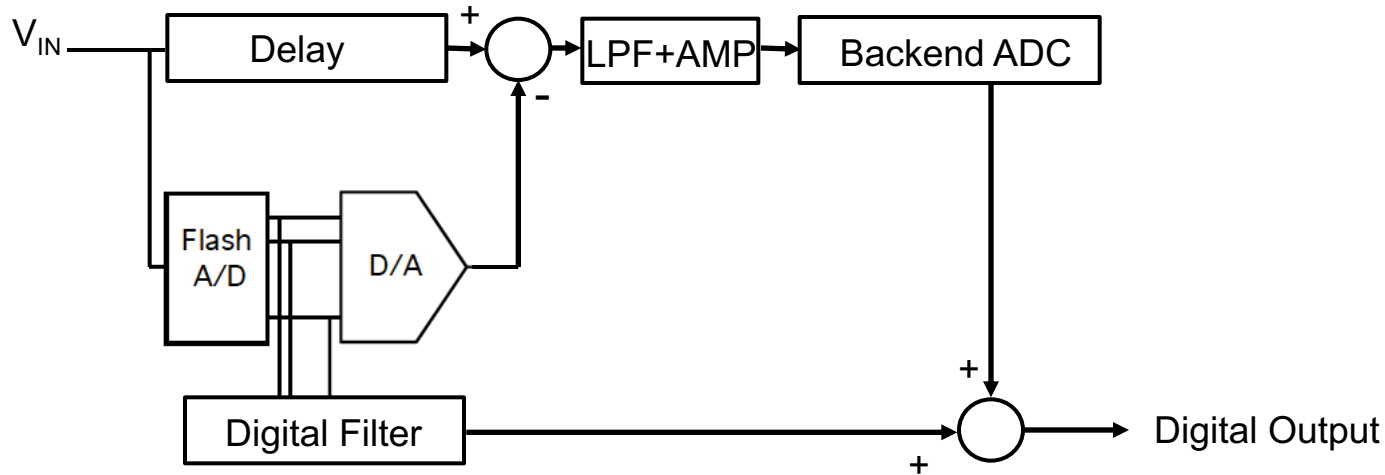 V_IN
Delay
+
-
LPF+AMP
Backend ADC
Flash
A/D
D/A
Digital Filter
+
+
Digital Output